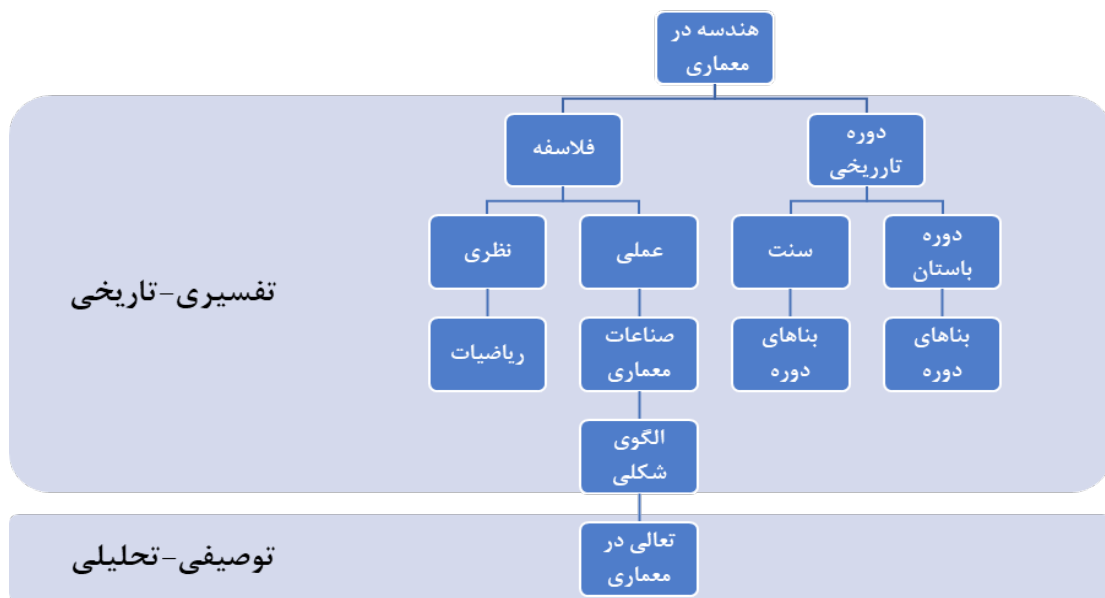 هندسه در
معماری
دوره
تارریخی
فلاسفه
دوره
باستان
سنت
عملی
نظری
بناهای
دوره
بناهای
دوره
صناعات
معماری
ریاضیات
الگوی
شکلی
تفسیری-تاریخی
تعالی در
معماری
توصیفی-تحلیلی